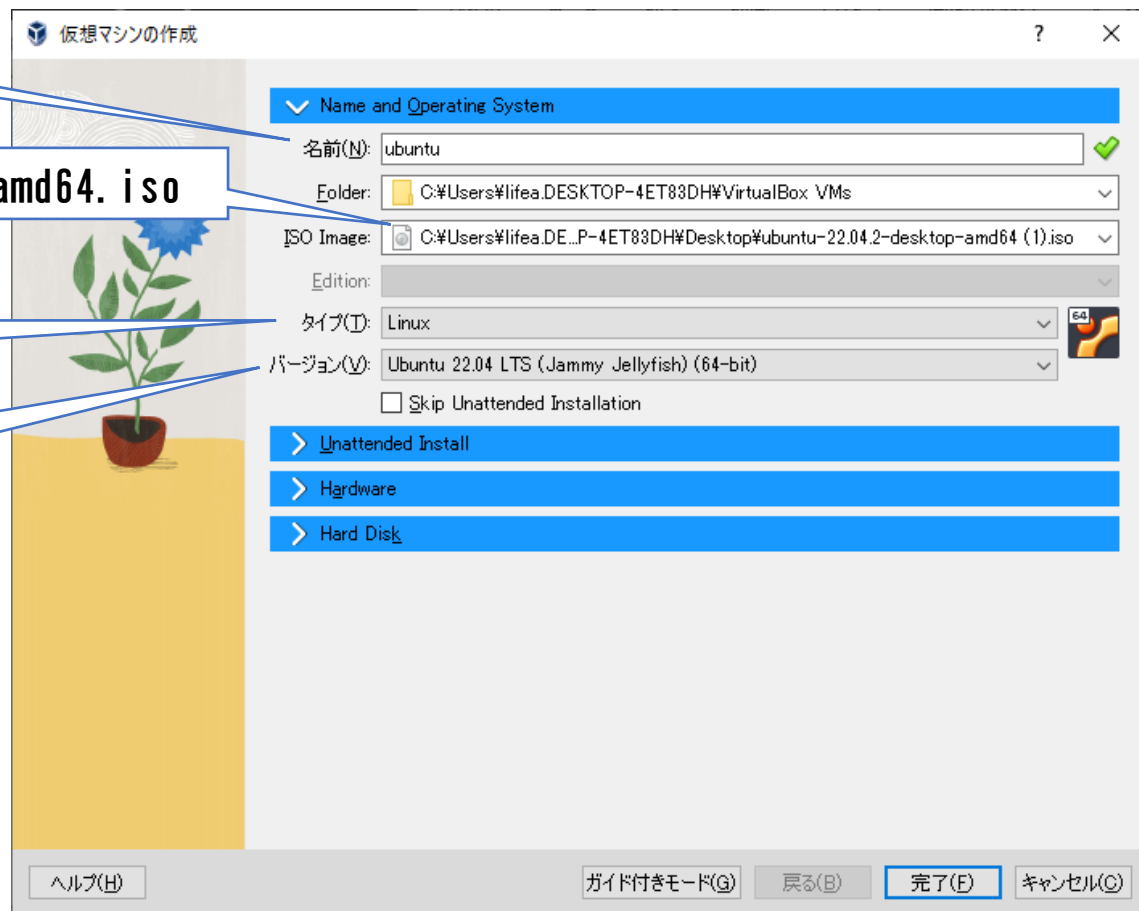 仮想マシンの作成
?
Name and Operating System
名前(N): ubuntu
amd64.iso
Folder: C:¥Users¥lifea.DESKTOP-4ET83DH¥VirtualBox VMs
ISO Image: C:¥Users¥lifea.DE...P-4ET83DH¥Desktop¥ubuntu-22.04.2-desktop-amd64 (1).iso
Edition:
タイプ(T): Linux
64
バージョン(V): Ubuntu 22.04 LTS (Jammy Jellyfish) (64-bit)
Skip Unattended Installation
Unattended Install
Hardware
Hard Disk
ヘルプ(H) ガイド付きモード(G) 戻る(B) 完了(F) キャンセル(C)